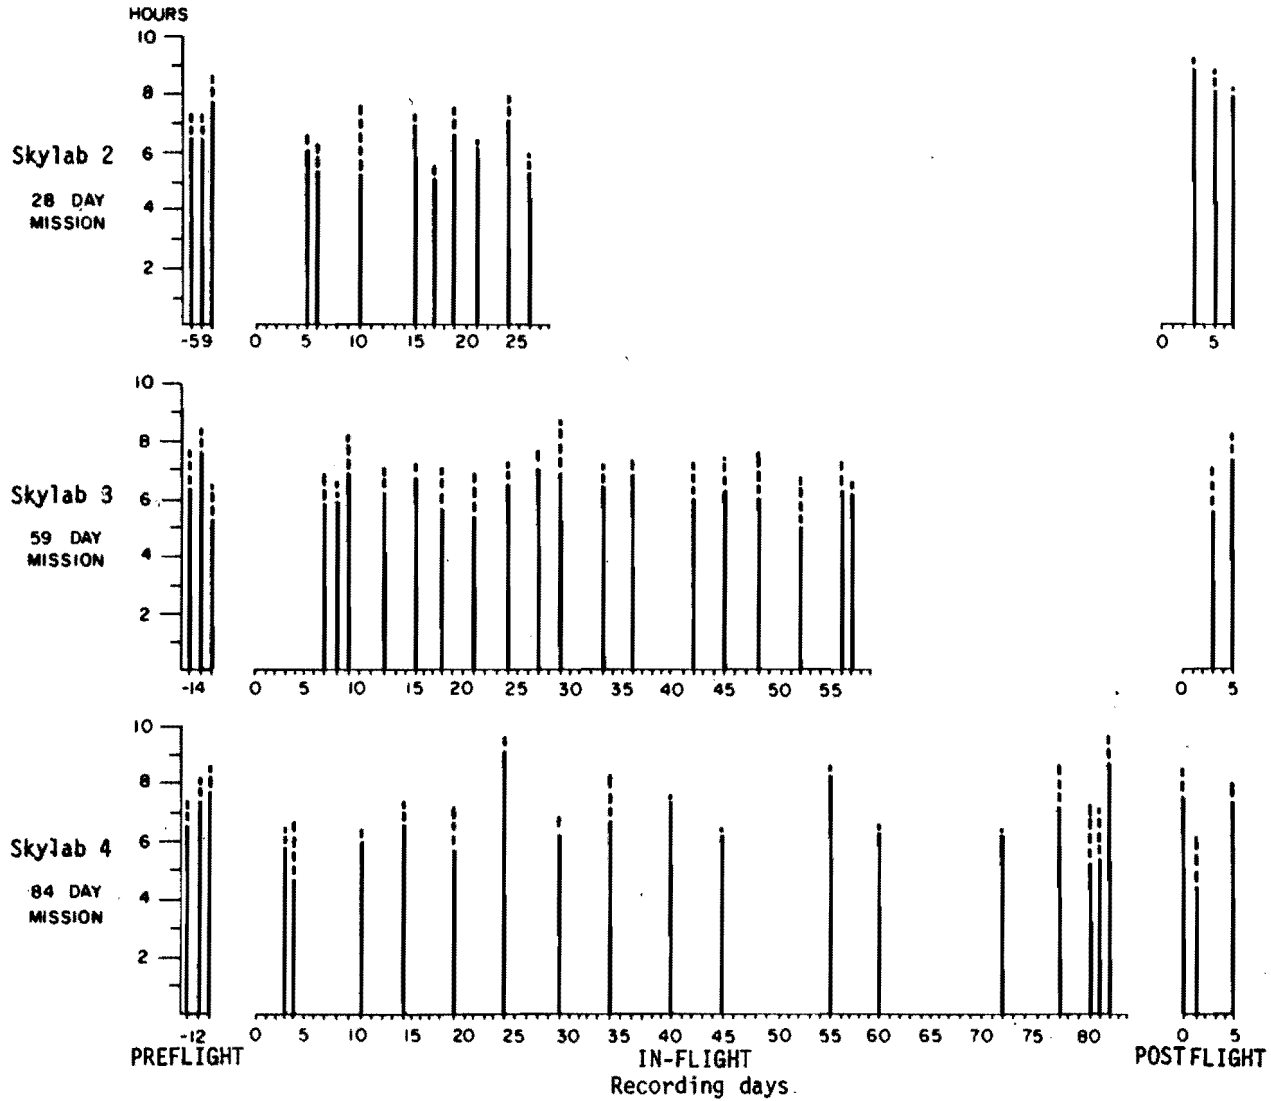 HOURS
10
8
6
4
2
Skylab 2
28 DAY
MISSION
-59
0 5 10 15 20 25
0 5
10
8
6
4
2
Skylab 3
59 DAY
MISSION
-14
0 5 10 15 20 25 30 35 40 45 50 55
0 5
10
8
6
4
2
Skylab 4
84 DAY
MISSION
-12
0 5 10 15 20 25 30 35 40 45 50 55 60 65 70 75 80
0 5
PREFLIGHT IN-FLIGHT POSTFLIGHT
Recording days